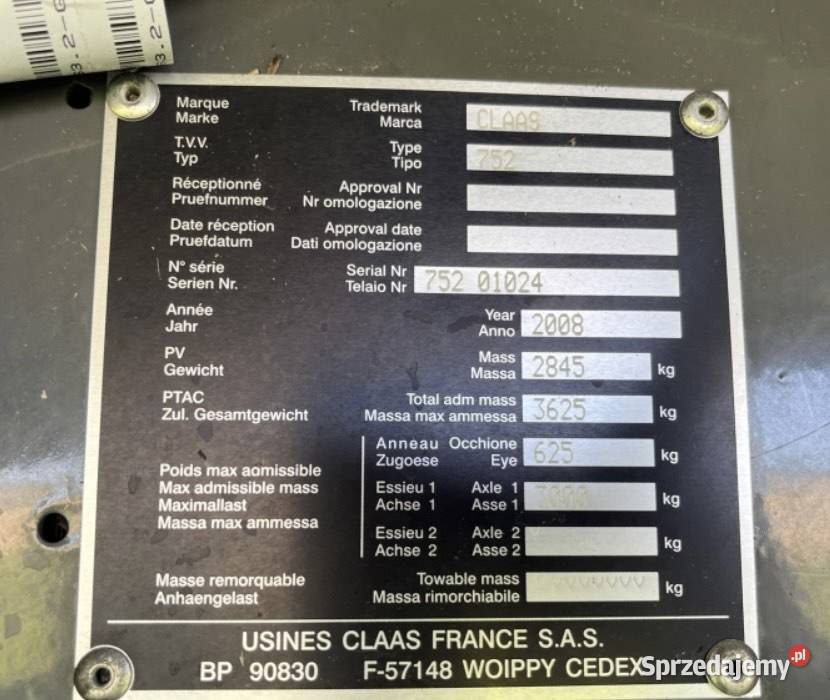 3.2-
3.2-
Marque Trademark CLAAS
Marke Marca
T.V.V. Type 752
Typ Tipo
Réceptionné Approval Nr
Pruefnummer Nr omologazione
Date réception Approval date
Pruefdatum Dati omologazione
N° série Serial Nr 752 01024
Serien Nr. Telaio Nr
Année Year 2008
Jahr Anno
PV Mass 2845 kg
Gewicht Massa
PTAC Total adm mass 3625 kg
Zul. Gesamtgewicht Massa max ammessa
Anneau Occhione 625 kg
Zugoese Eye
Poids max aomissible
Max admissible mass
Maximallast
Massa max ammessa
Essieu 1 Axle 1 3000 kg
Achse 1 Asse 1
Essieu 2 Axle 2 kg
Achse 2 Asse 2
Masse remorquable Towable mass kg
Anhaengelast Massa rimorchiabile
USINES CLAAS FRANCE S.A.S.
BP 90830 F-57148 WOIPPY CEDEX
Sprzedajemy.pl